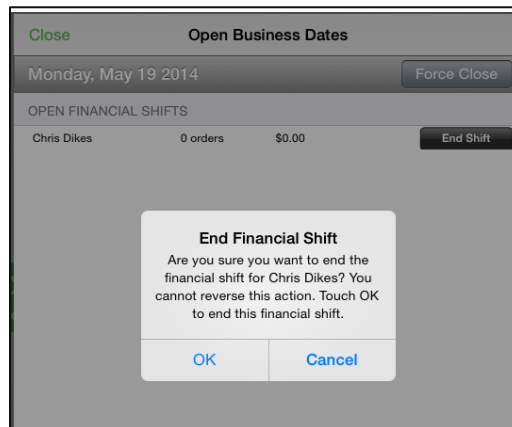 Close Open Business Dates
Monday, May 19 2014 Force Close
OPEN FINANCIAL SHIFTS
Chris Dikes 0 orders $0.00 End Shift
End Financial Shift
Are you sure you want to end the
financial shift for Chris Dikes? You
cannot reverse this action. Touch OK
to end this financial shift.
OK Cancel